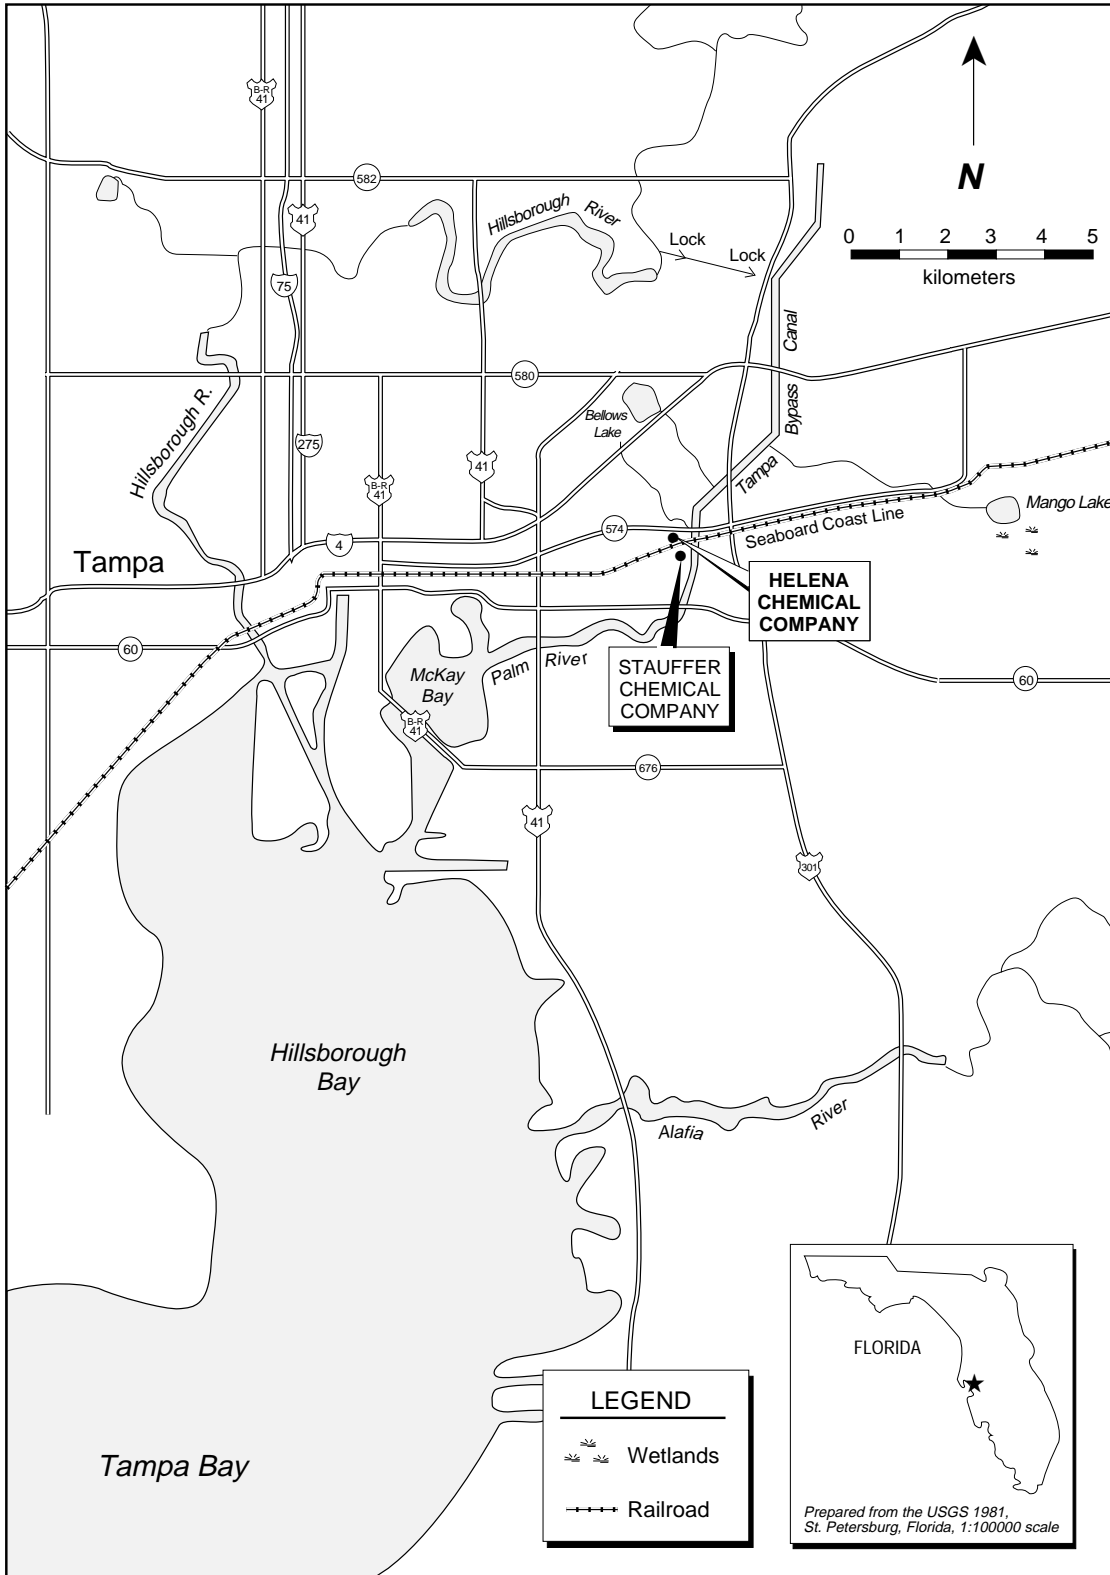 B-R
41
582
41
Hillsborough River
N
Lock
Lock
0 1 2 3 4 5
kilometers
75
Bypass Canal
580
Hillsborough R.
Bellows
Lake
275
41
B-R
41
Tampa
Mango Lake
574
Seaboard Coast Line
4
Tampa
HELENA
CHEMICAL
COMPANY
60
McKay
Bay
Palm River
STAUFFER
CHEMICAL
COMPANY
60
B-R
41
676
41
301
Hillsborough
Bay
Alafia River
FLORIDA
LEGEND
Wetlands
Railroad
Tampa Bay
Prepared from the USGS 1981,
St. Petersburg, Florida, 1:100000 scale